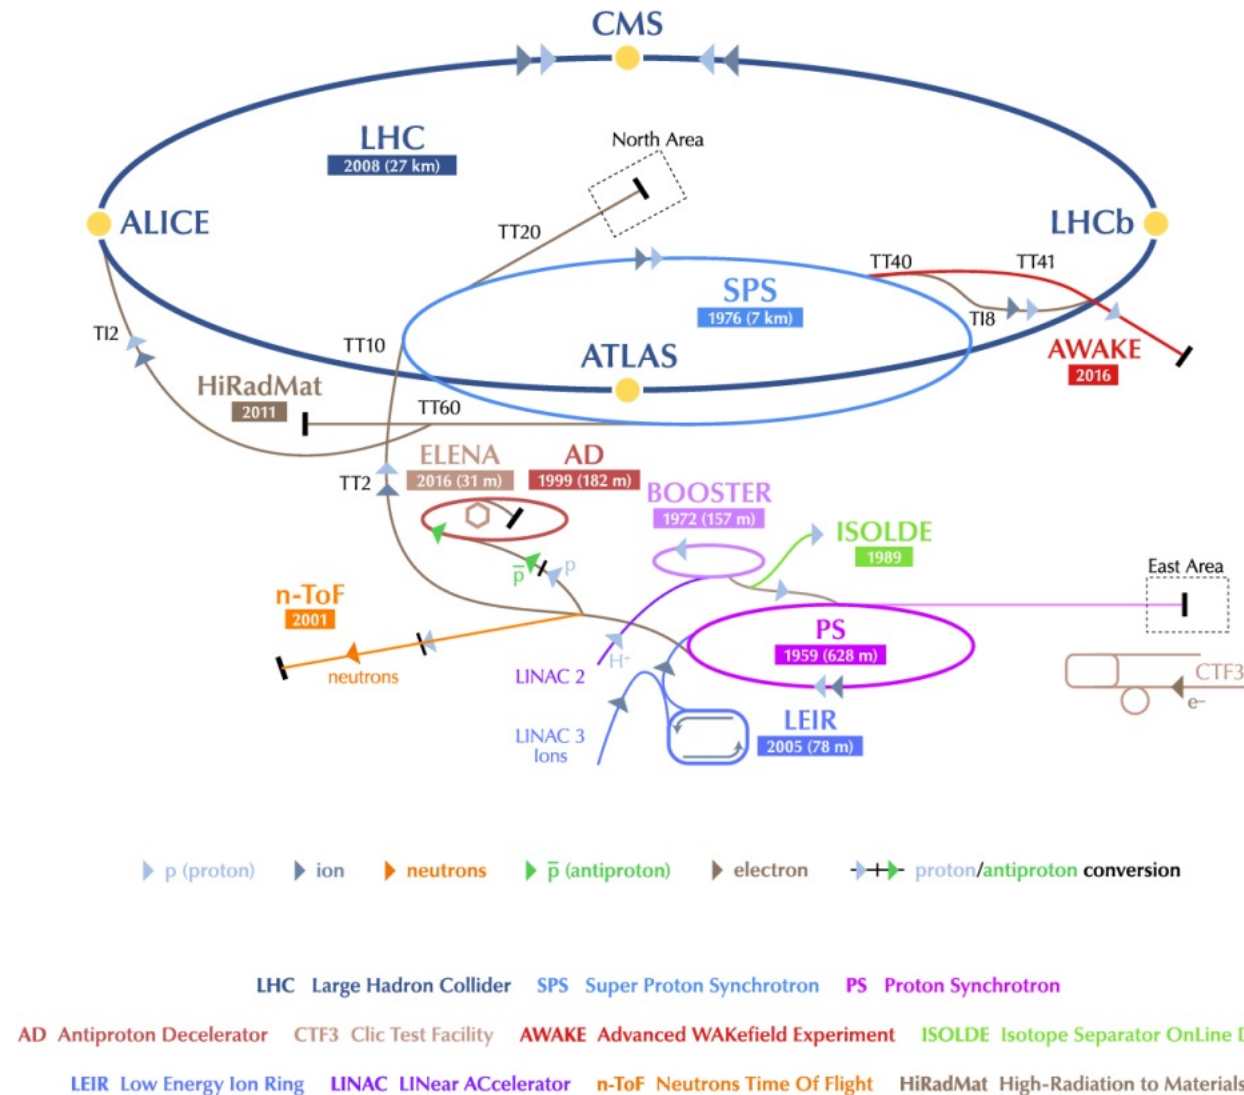 CMS
LHC
2008 (27 km)
North Area
ALICE
LHCb
TT20
TT40
TT41
SPS
1976 (7 km)
TI2
TI8
TT10
ATLAS
AWAKE
2016
HiRadMat
2011
TT60
ELENA
2016 (31 m)
AD
1999 (182 m)
TT2
BOOSTER
1972 (157 m)
ISOLDE
1989
p̅
p
East Area
n-ToF
2001
PS
1959 (628 m)
H+
neutrons
LINAC 2
CTF3
e–
LEIR
2005 (78 m)
LINAC 3
Ions
p (proton) ion neutrons p̅ (antiproton) electron proton/antiproton conversion
LHC Large Hadron Collider SPS Super Proton Synchrotron PS Proton Synchrotron
AD Antiproton Decelerator CTF3 Clic Test Facility AWAKE Advanced WAKefield Experiment ISOLDE Isotope Separator OnLine
LEIR Low Energy Ion Ring LINAC LINear ACcelerator n-ToF Neutrons Time Of Flight HiRadMat High-Radiation to Materials